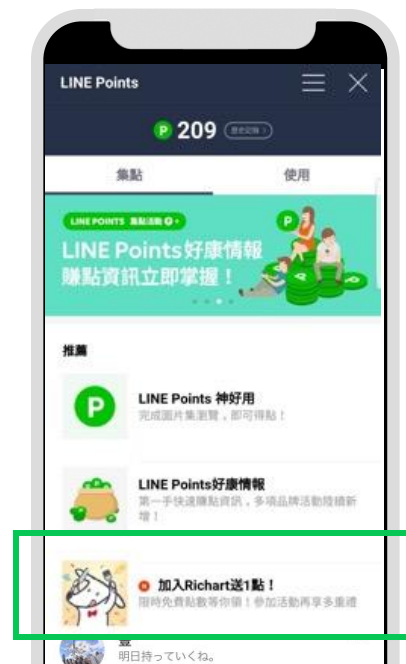 LINE Points
P 209 歷史記錄 >
集點
使用
LINE POINTS 集點活動 P+
P
LINE Points好康情報
賺點資訊立即掌握！
推薦
P
LINE Points 神好用
完成圖片集瀏覽，即可得點！
LINE Points好康情報
第一手快速賺點資訊，多項品牌活動陸續新
增！
加入Richart送1點！
限時免費點數等你領！參加活動再享多重禮
明日持っていくね。